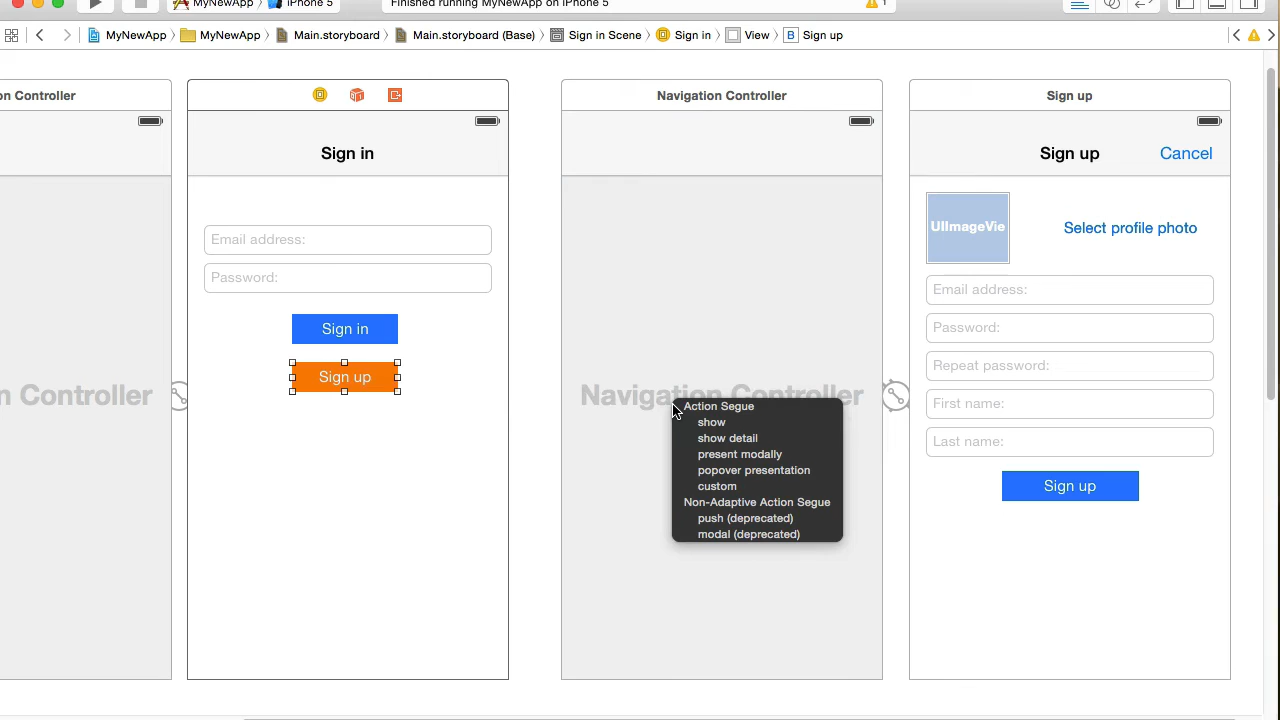 MyNewApp iPhone 5 Finished running MyNewApp on iPhone 5 1
MyNewApp MyNewApp Main.storyboard Main.storyboard (Base) Sign in Scene Sign in View B Sign up
on Controller
Navigation Controller
Sign up
Sign in
Sign up
Cancel
Email address:
Password:
Sign in
Sign up
n Controller
Navigation Controller
Action Segue
show
show detail
present modally
popover presentation
custom
Non-Adaptive Action Segue
push (deprecated)
modal (deprecated)
UIImageVie
Select profile photo
Email address:
Password:
Repeat password:
First name:
Last name:
Sign up